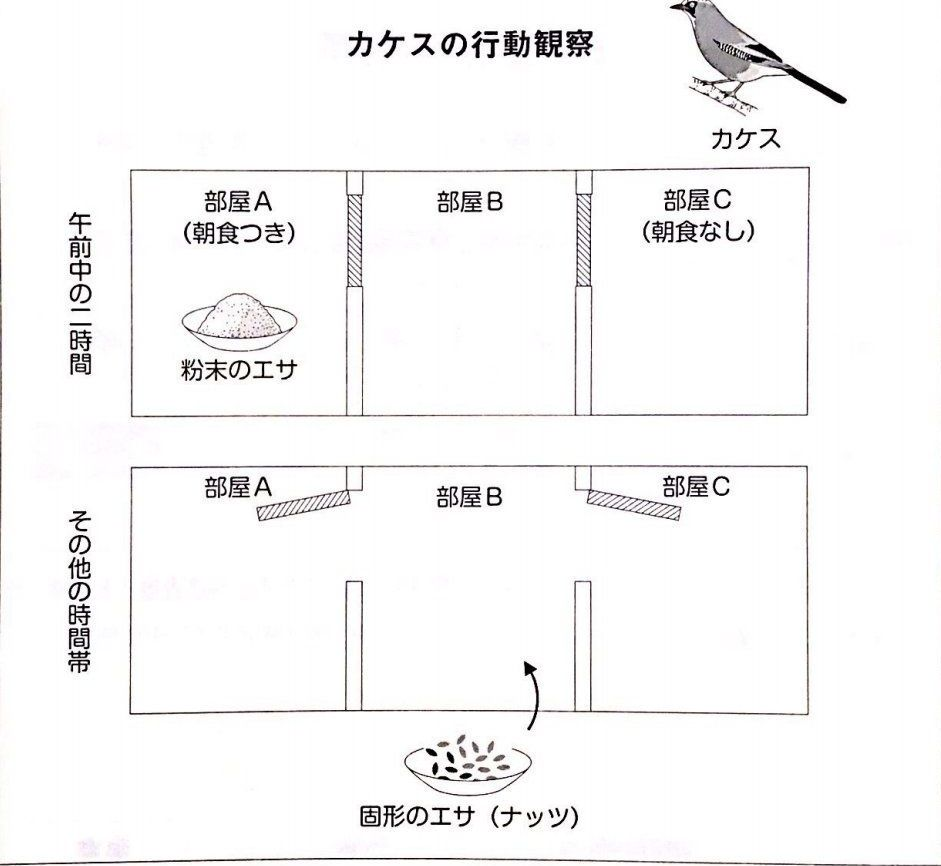 カケスの行動観察
カケス
午前中の二時間
部屋A
（朝食つき）
部屋B
部屋C
（朝食なし）
粉末のエサ
その他の時間帯
部屋A
部屋B
部屋C
固形のエサ（ナッツ）